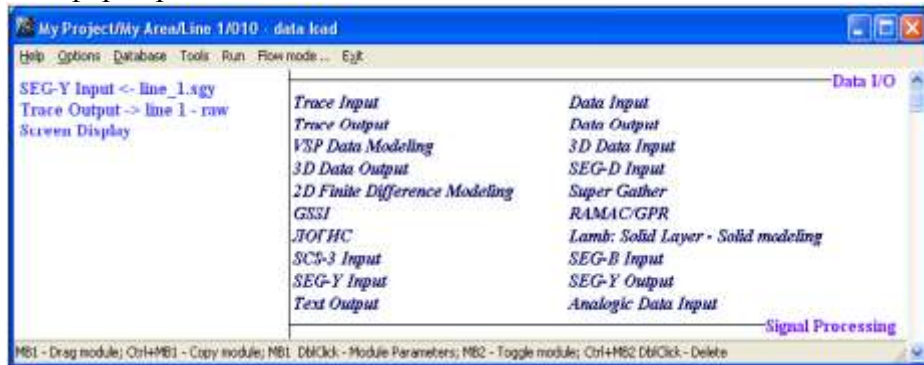 My Project/My Area/Line 1/010 - data load
Help Options Database Tools Run Flow mode ... Exit
SEG-Y Input <- line_1.sgy
Trace Output -> line 1 - raw
Screen Display
Data I/O
Trace Input Data Input
Trace Output Data Output
VSP Data Modeling 3D Data Input
3D Data Output SEG-D Input
2D Finite Difference Modeling Super Gather
GSSI RAMAC/GPR
ЛОГИС Lamb: Solid Layer - Solid modeling
SCS-3 Input SEG-B Input
SEG-Y Input SEG-Y Output
Text Output Analogic Data Input
Signal Processing
MB1 - Drag module; Ctrl+MB1 - Copy module; MB1 DblClick - Module Parameters; MB2 - Toggle module; Ctrl+MB2 DblClick - Delete